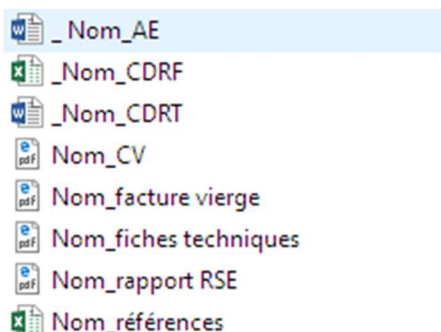 _ Nom_AE
_Nom_CDRF
_Nom_CDRT
Nom_CV
Nom_facture vierge
Nom_fiches techniques
Nom_rapport RSE
Nom_références